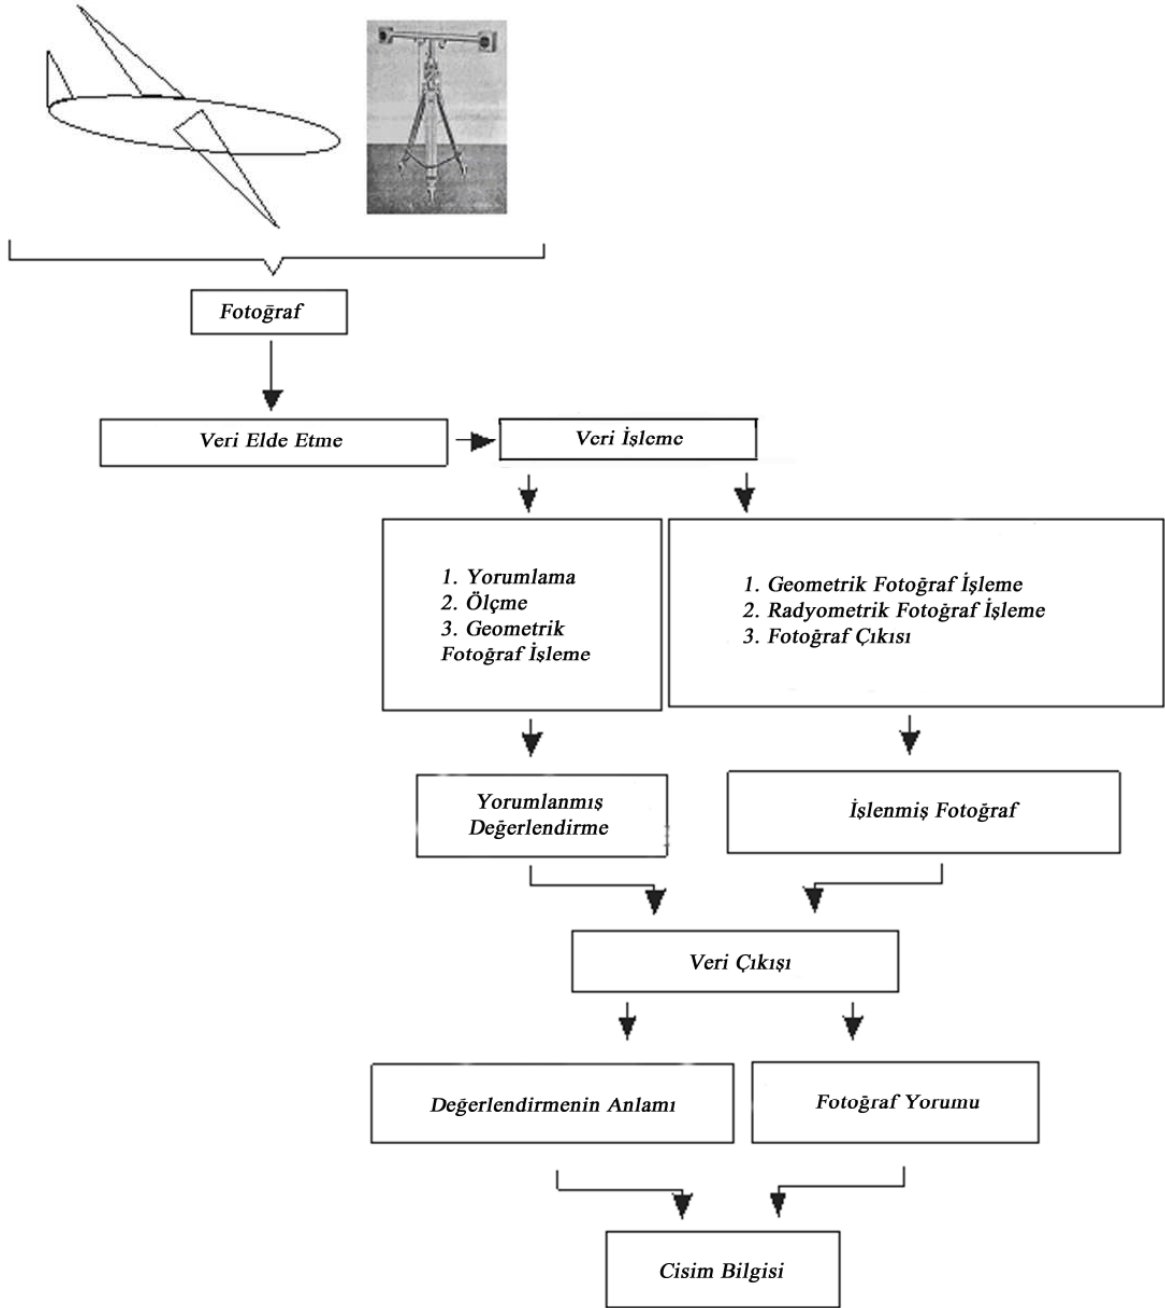 Fotoğraf
Veri Elde Etme
Veri İşleme
1. Yorumlama
2. Ölçme
3. Geometrik
Fotoğraf İşleme
1. Geometrik Fotoğraf İşleme
2. Radyometrik Fotoğraf İşleme
3. Fotoğraf Çıkısı
Yorumlanmış
Değerlendirme
İşlenmiş Fotoğraf
Veri Çıkışı
Değerlendirmenin Anlamı
Fotoğraf Yorumu
Cisim Bilgisi